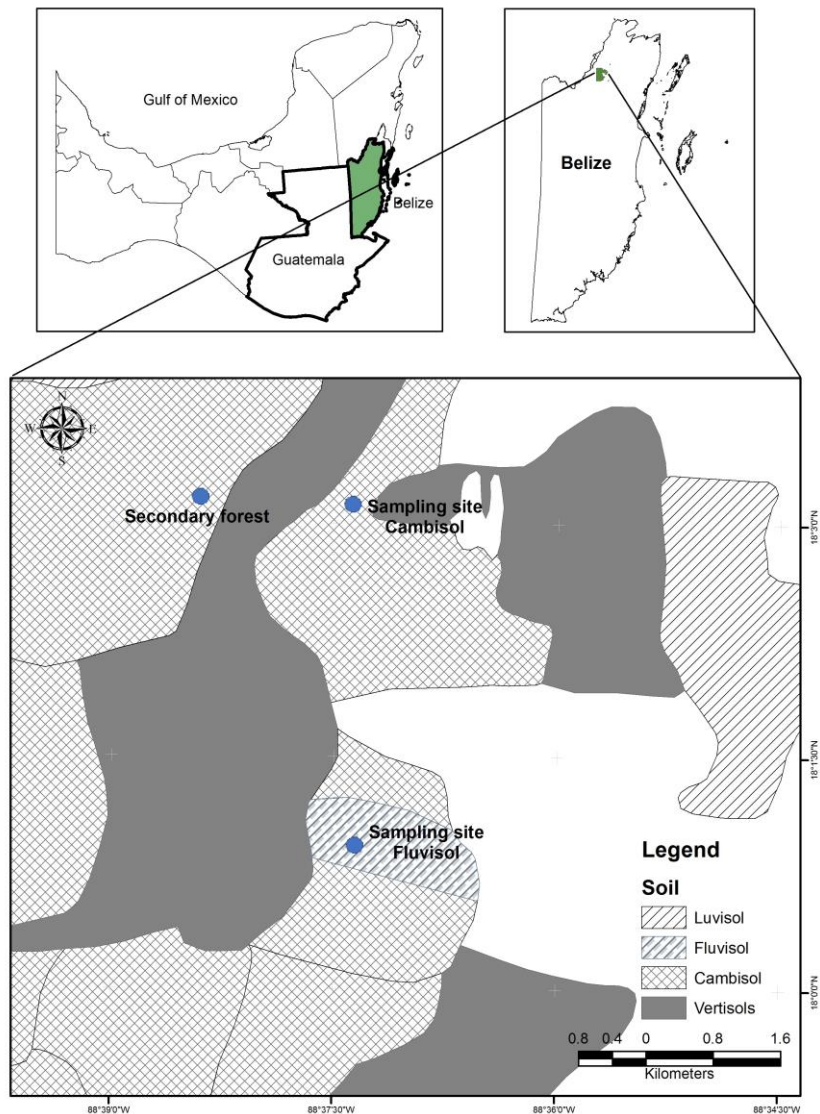 Gulf of Mexico
Belize
Guatemala
Belize
N
W E
S
Secondary forest
Sampling site
Cambisol
Sampling site
Fluvisol
Legend
Soil
Luvisol
Fluvisol
Cambisol
Vertisols
0.8 0.4 0 0.8 1.6
Kilometers
18°3'0"N
18°1'30"N
18°0'0"N
88°39'0"W 88°37'30"W 88°36'0"W 88°34'30"W